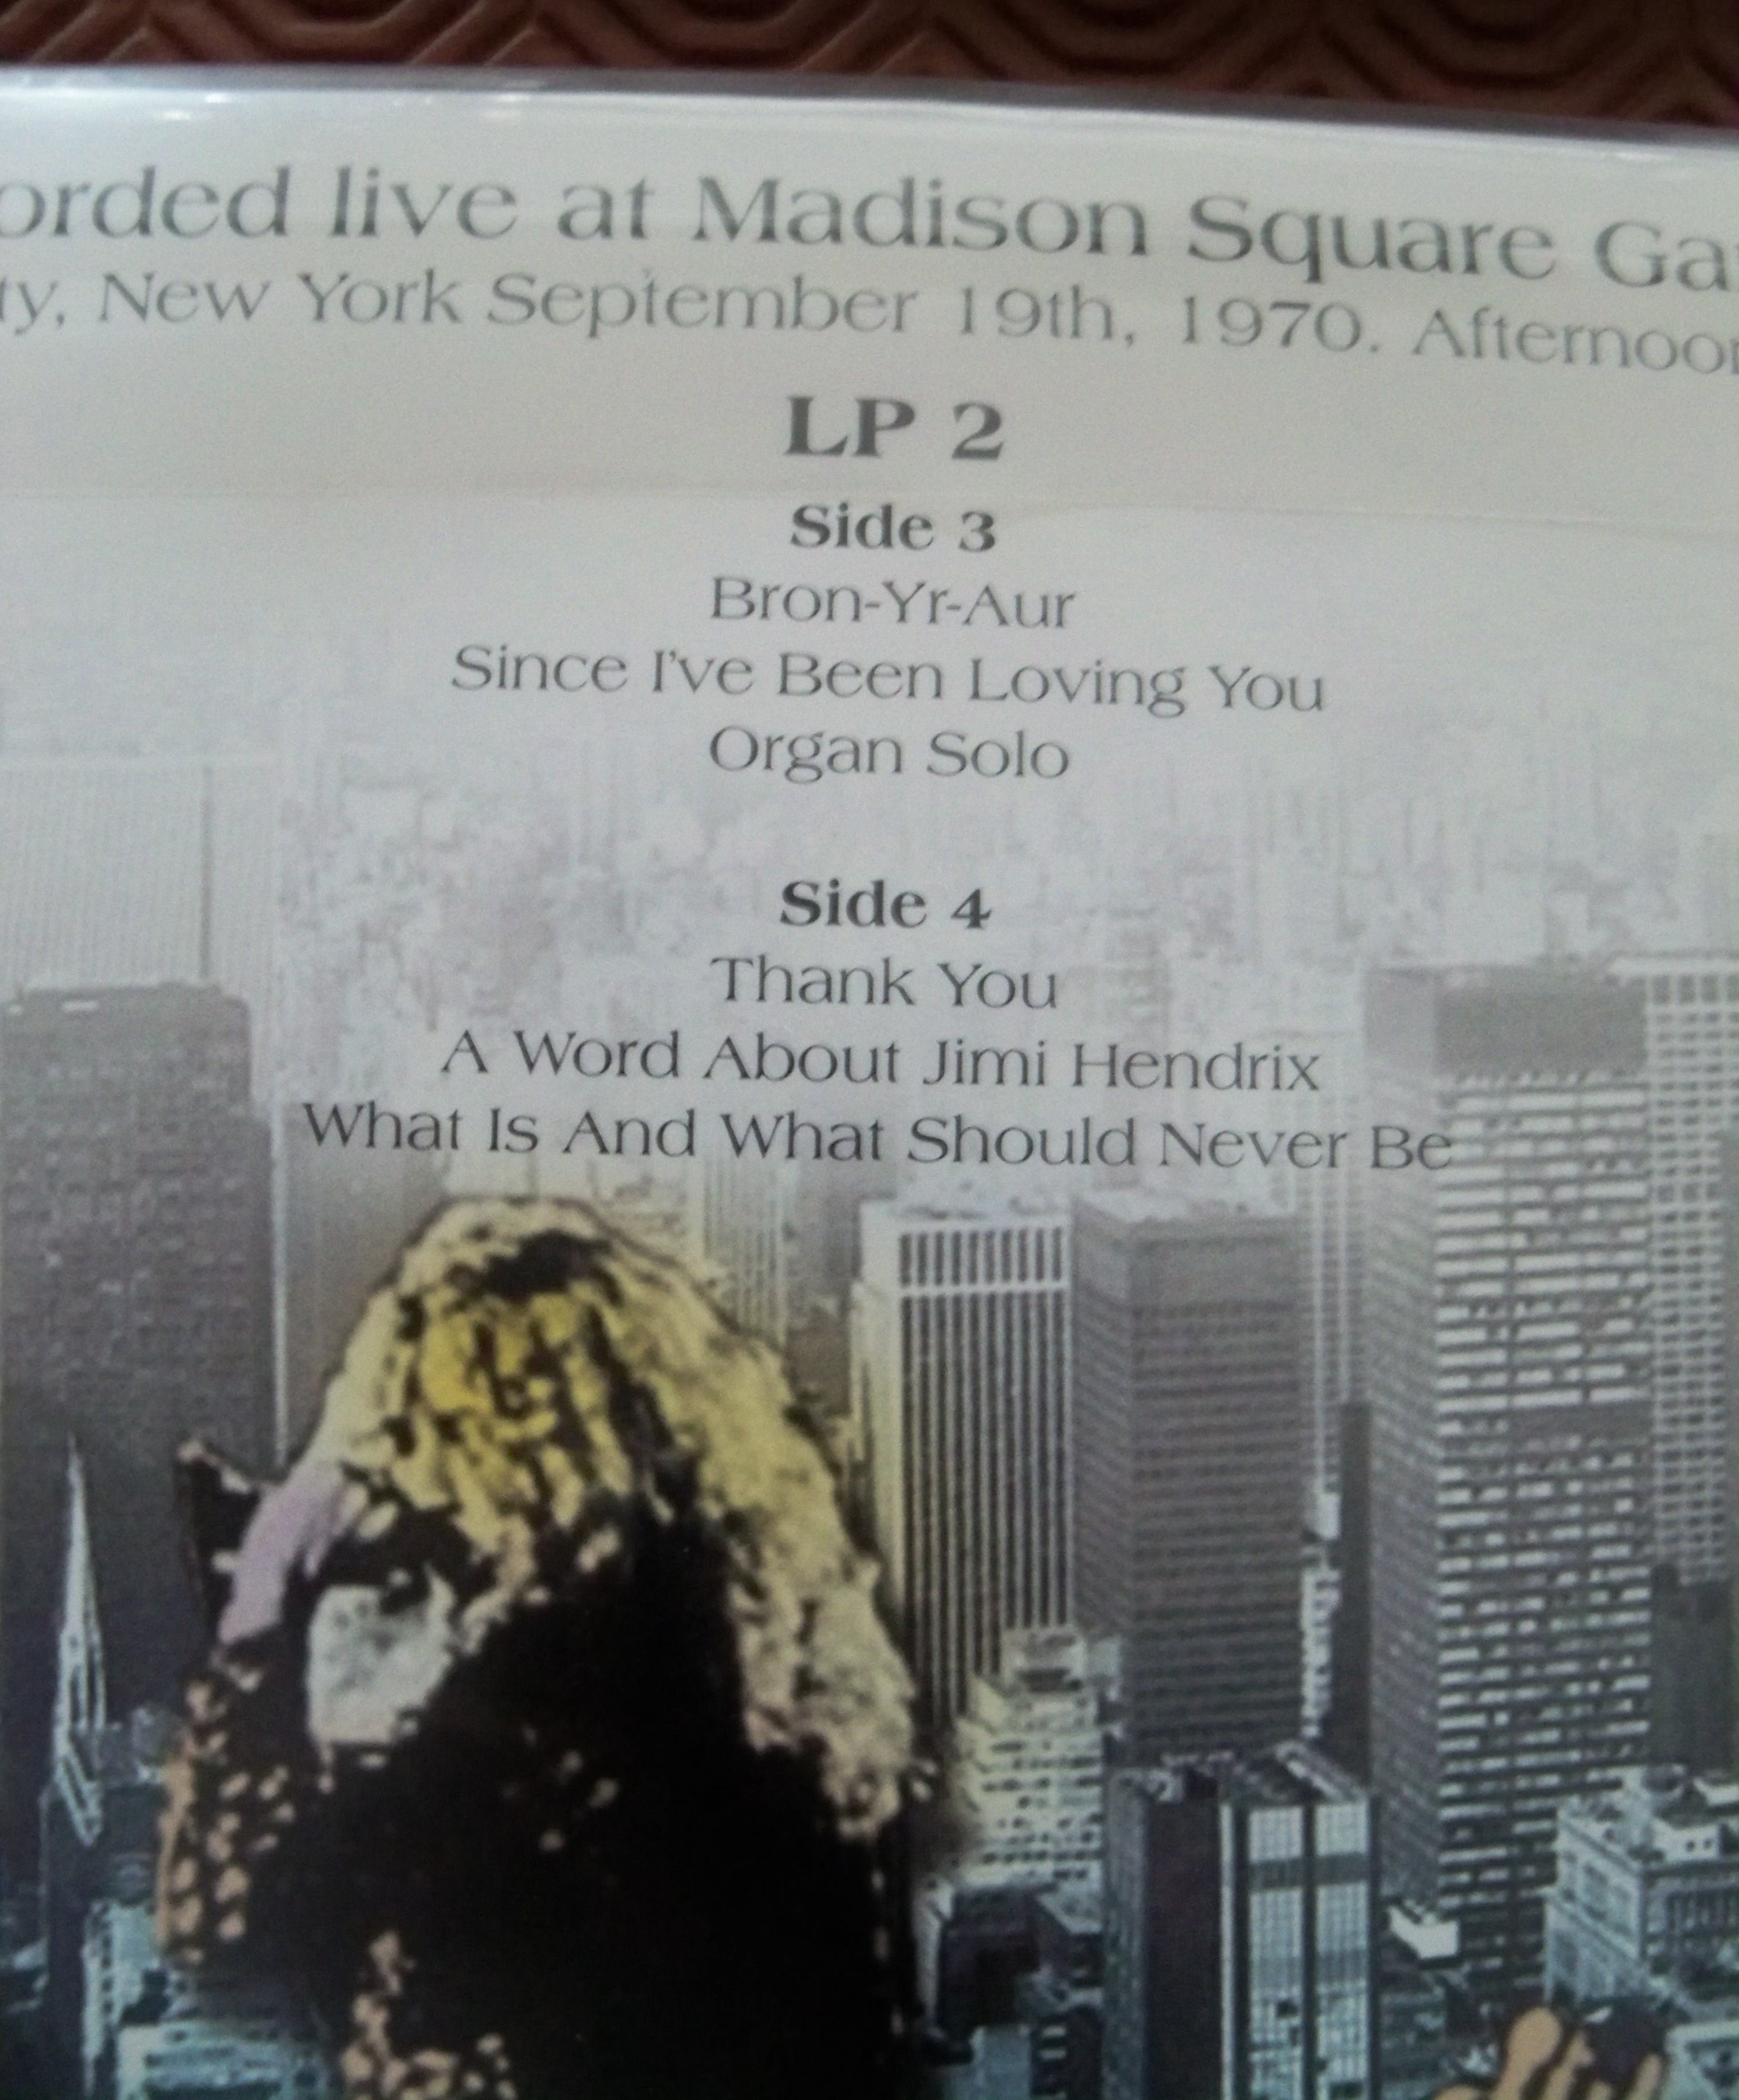 orded live at Madison Square Ga
ty, New York September 19th, 1970. Afternoon
LP 2
Side 3
Bron-Yr-Aur
Since I've Been Loving You
Organ Solo
Side 4
Thank You
A Word About Jimi Hendrix
What Is And What Should Never Be